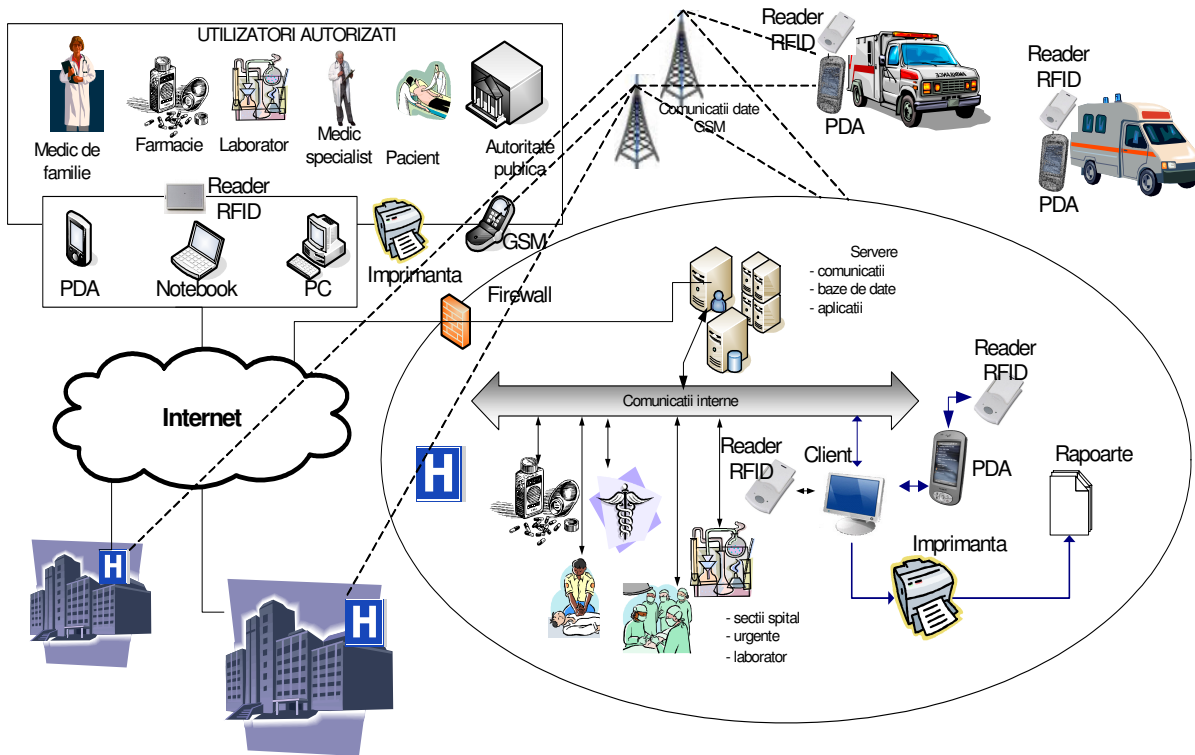 UTILIZATORI AUTORIZATI
Medic de
familie
Farmacie
Laborator
Medic
specialist
Pacient
Autoritate
publica
Reader
RFID
PDA
Notebook
PC
Imprimanta
GSM
Comunicatii date
GSM
Reader
RFID
PDA
AMBULANCE
Reader
RFID
PDA
Firewall
Servere
- comunicatii
- baze de date
- aplicatii
Internet
Comunicatii interne
Reader
RFID
PDA
H
Reader
RFID
Client
Rapoarte
Imprimanta
- sectii spital
- urgente
- laborator
H
H